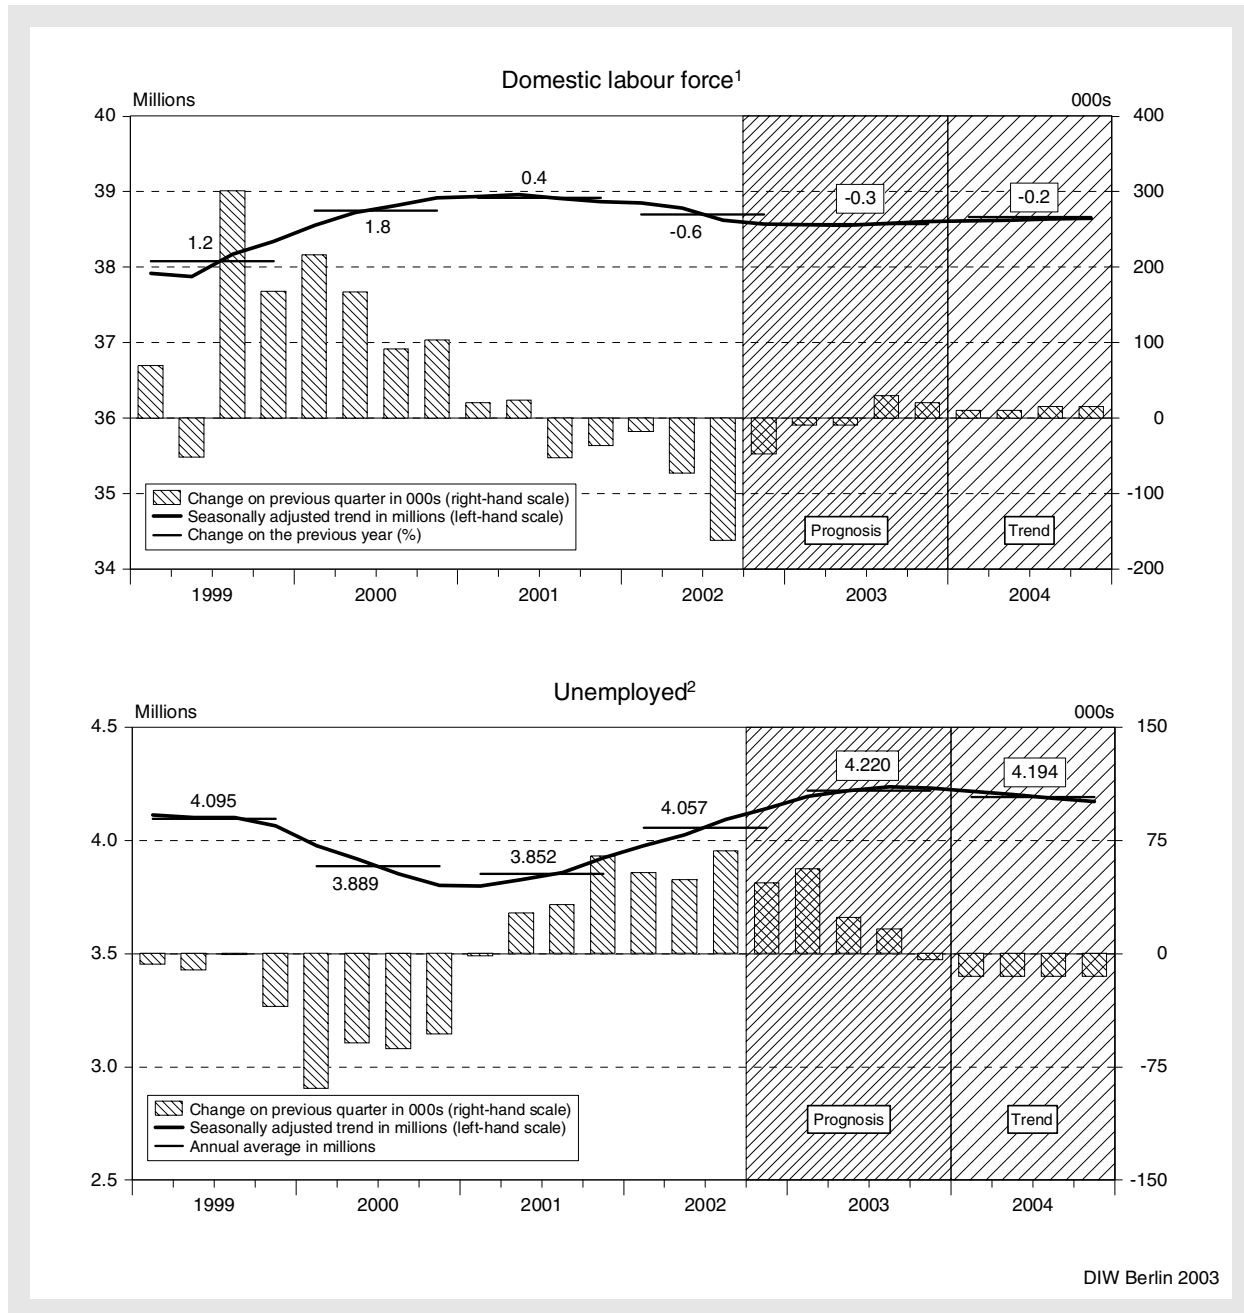 Domestic labour force1
Millions 000s
40 400
39 300
38 200
37 100
36 0
35 -100
34 -200
1.2
1.8
0.4
-0.6
-0.3
-0.2
Change on previous quarter in 000s (right-hand scale)
Seasonally adjusted trend in millions (left-hand scale)
Change on the previous year (%)
Prognosis Trend
1999 2000 2001 2002 2003 2004
Unemployed2
Millions 000s
4.5 150
4.0 75
3.5 0
3.0 -75
2.5 -150
4.095
3.889
3.852
4.057
4.220
4.194
Change on previous quarter in 000s (right-hand scale)
Seasonally adjusted trend in millions (left-hand scale)
Annual average in millions
Prognosis Trend
1999 2000 2001 2002 2003 2004
DIW Berlin 2003